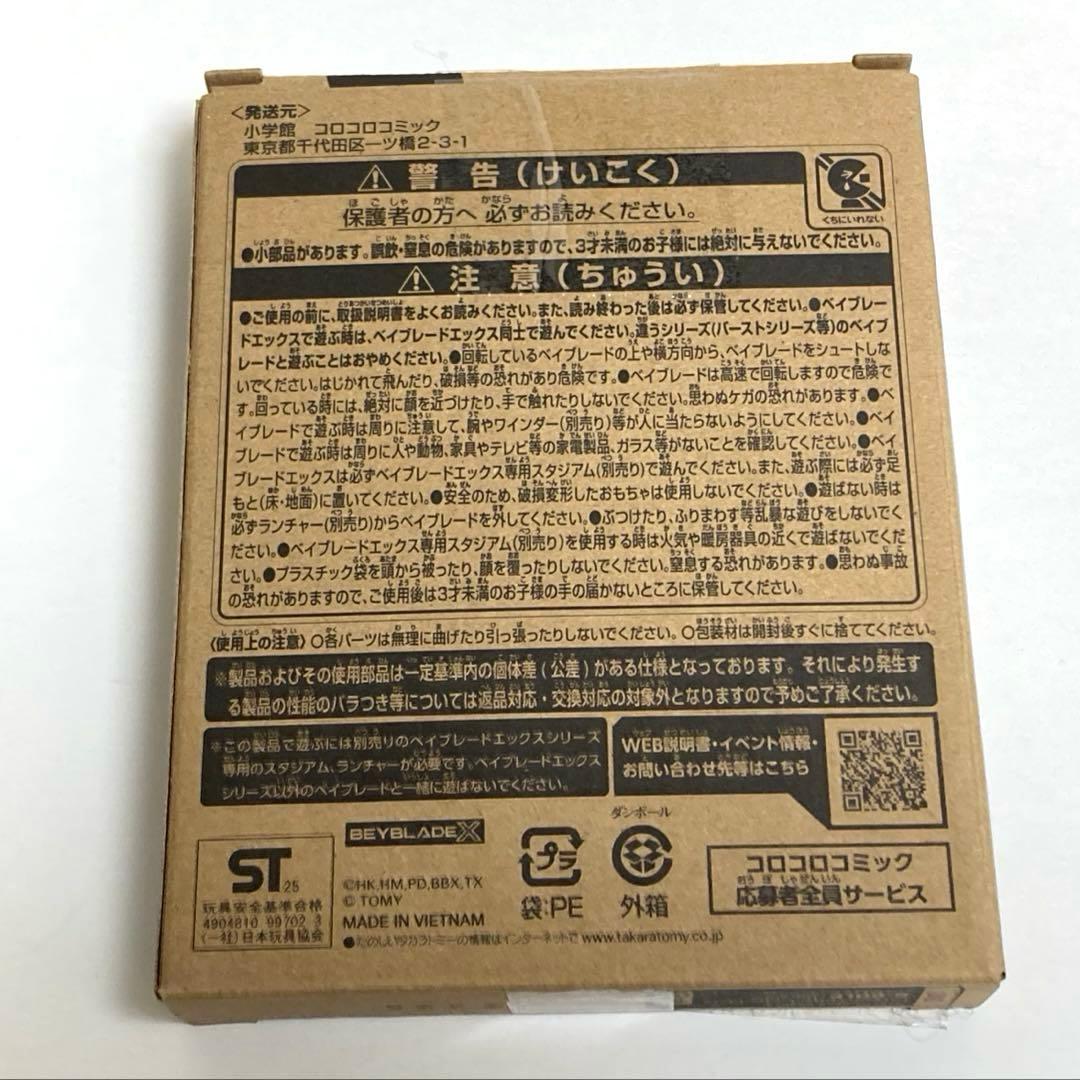 ＜発送元＞
小学館　コロコロコミック
東京都千代田区一ツ橋2-3-1
警　告（けいこく）
保護者の方へ 必ずお読みください。
くちにいれない
●小部品があります。誤飲・窒息の危険がありますので、3才未満のお子様には絶対に与えないでください。
注　意（ちゅうい）
●ご使用の前に、取扱説明書をよくお読みください。また、読み終わった後は必ず保管してください。●ベイブレー
ドエックスで遊ぶ時は、ベイブレードエックス同士で遊んでください。違うシリーズ(バーストシリーズ等)のベイブ
レードと遊ぶことはおやめください。●回転しているベイブレードの上や横方向から、ベイブレードをシュートしな
いでください。はじかれて飛んだり、破損等の恐れがあり危険です。●ベイブレードは高速で回転しますので危険で
す。回っている時には、絶対に顔を近づけたり、手で触れたりしないでください。思わぬケガの恐れがあります。●ベ
イブレードで遊ぶ時は周りに注意して、腕やワインダー(別売り)等が人に当たらないようにしてください。●ベイ
ブレードで遊ぶ時は周りに人や動物、家具やテレビ等の家電製品、ガラス等がないことを確認してください。●ベイ
ブレードエックスは必ずベイブレードエックス専用スタジアム(別売り)で遊んでください。また、遊ぶ際には必ず足
もと(床・地面)に置いてください。●安全のため、破損変形したおもちゃは使用しないでください。●遊ばない時は
必ずランチャー(別売り)からベイブレードを外してください。●ぶつけたり、ふりまわす等乱暴な遊びをしないでく
ださい。●ベイブレードエックス専用スタジアム(別売り)を使用する時は火気や暖房器具の近くで遊ばないでくだ
さい。●プラスチック袋を頭から被ったり、顔を覆ったりしないでください。窒息する恐れがあります。●思わぬ事故
の恐れがありますので、ご使用後は3才未満のお子様の手の届かないところに保管してください。
〈使用上の注意〉○各パーツは無理に曲げたり引っ張ったりしないでください。○包装材は開封後すぐに捨ててください。
※製品およびその使用部品は一定基準内の個体差（公差）がある仕様となっております。それにより発生す
る製品の性能のバラつき等については返品対応・交換対応の対象外となりますので予めご了承ください。
※この製品で遊ぶには別売りのベイブレードエックスシリーズ
専用のスタジアム、ランチャーが必要です。ベイブレードエックス
シリーズ以外のベイブレードと一緒に遊ばないでください。
WEB説明書・イベント情報・
お問い合わせ先等はこちら
ST 25
玩具安全基準合格
4904810 99702 3
(一社)日本玩具協会
BEYBLADE X
©HK,HM,PD,BBX,TX
© TOMY
MADE IN VIETNAM
●たのしいタカラトミーの情報はインターネットで www.takaratomy.co.jp
プラ
袋:PE
ダンボール
外箱
コロコロコミック
応募者全員サービス